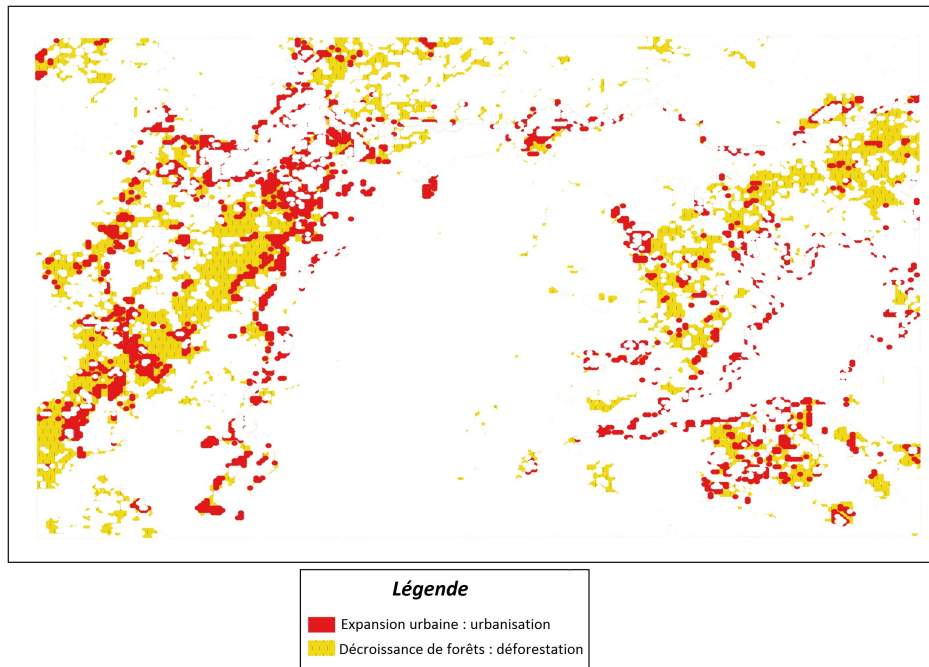 Légende
Expansion urbaine : urbanisation
Décroissance de forêts : déforestation